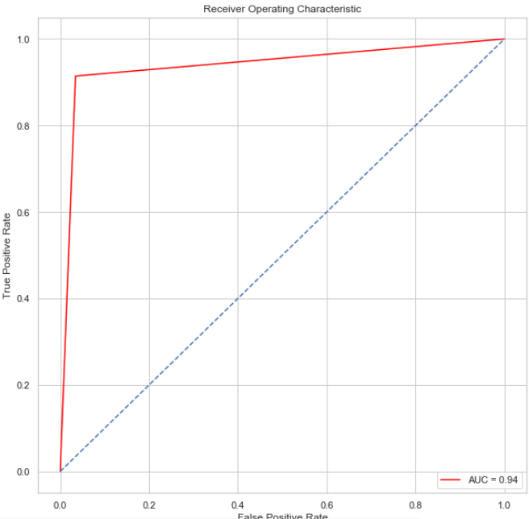 Receiver Operating Characteristic
1.0
0.8
0.6
0.4
0.2
0.0
True Positive Rate
AUC = 0.94
0.0 0.2 0.4 0.6 0.8 1.0
False Positive Rate